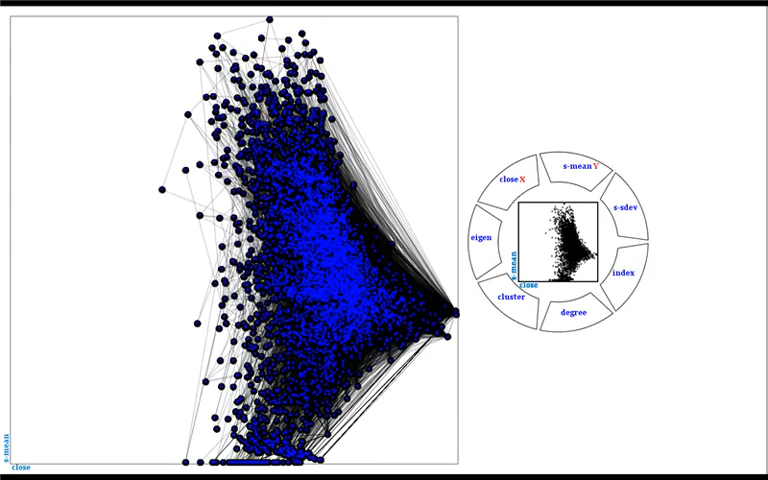 s-mean Y
close X
s-sdev
eigen
s-mean
index
close
cluster
degree
s-mean
close